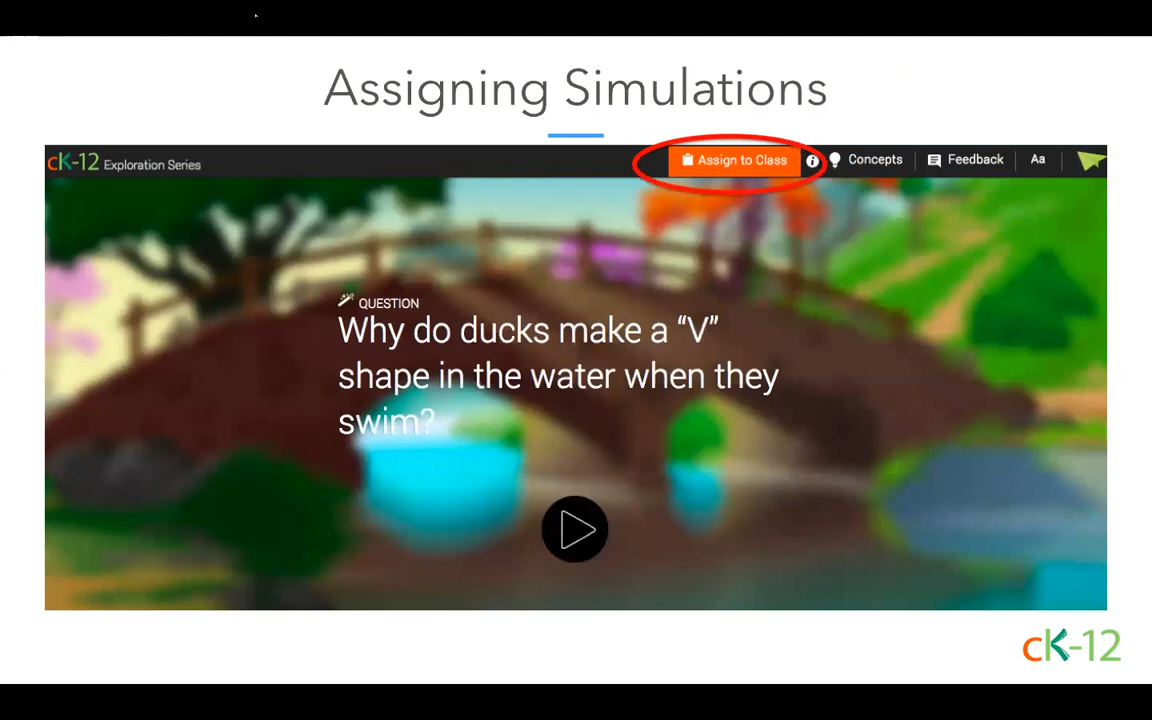 Assigning Simulations
cK-12 Exploration Series
Assign to Class
Concepts
Feedback
Aa
QUESTION
Why do ducks make a “V”
shape in the water when they
swim?
cK-12